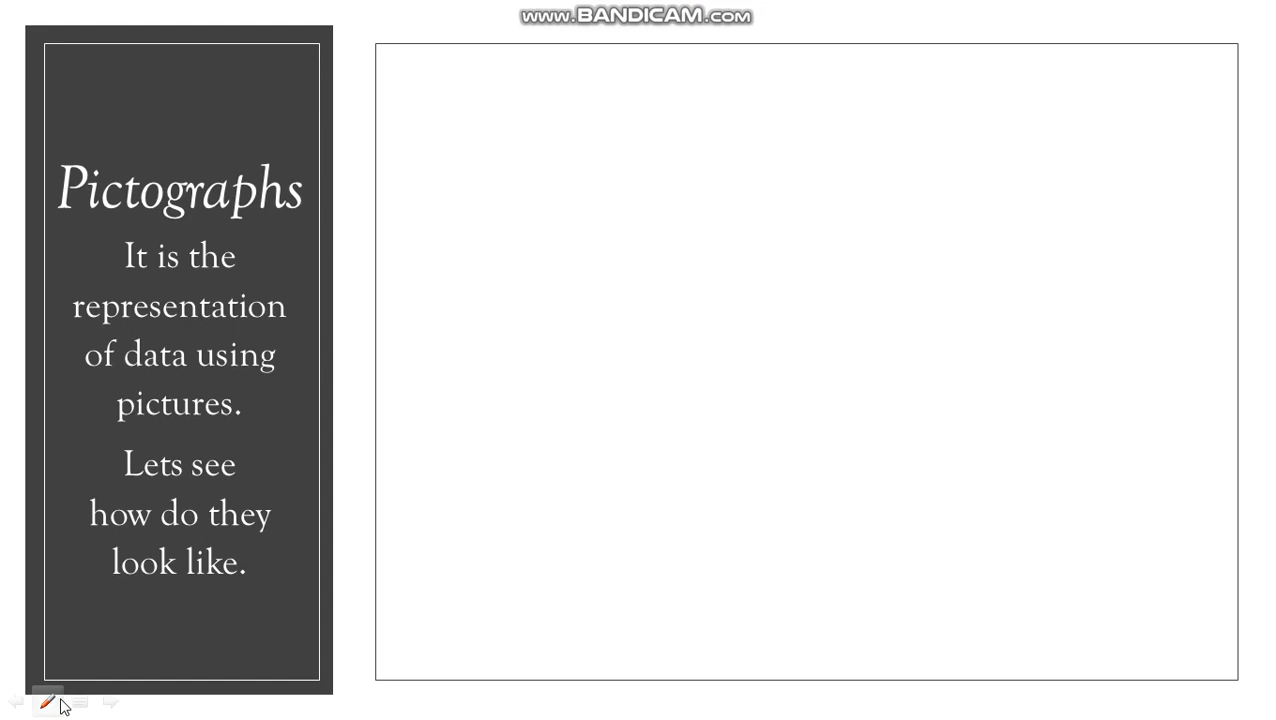 www.BANDICAM.com
Pictographs
It is the
representation
of data using
pictures.
Lets see
how do they
look like.